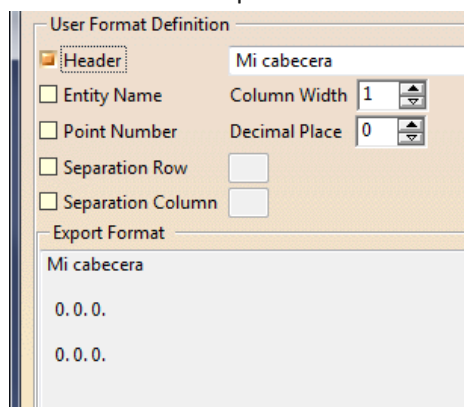 User Format Definition
Header Mi cabecera
Entity Name Column Width 1
Point Number Decimal Place 0
Separation Row
Separation Column
Export Format
Mi cabecera
0. 0. 0.
0. 0. 0.